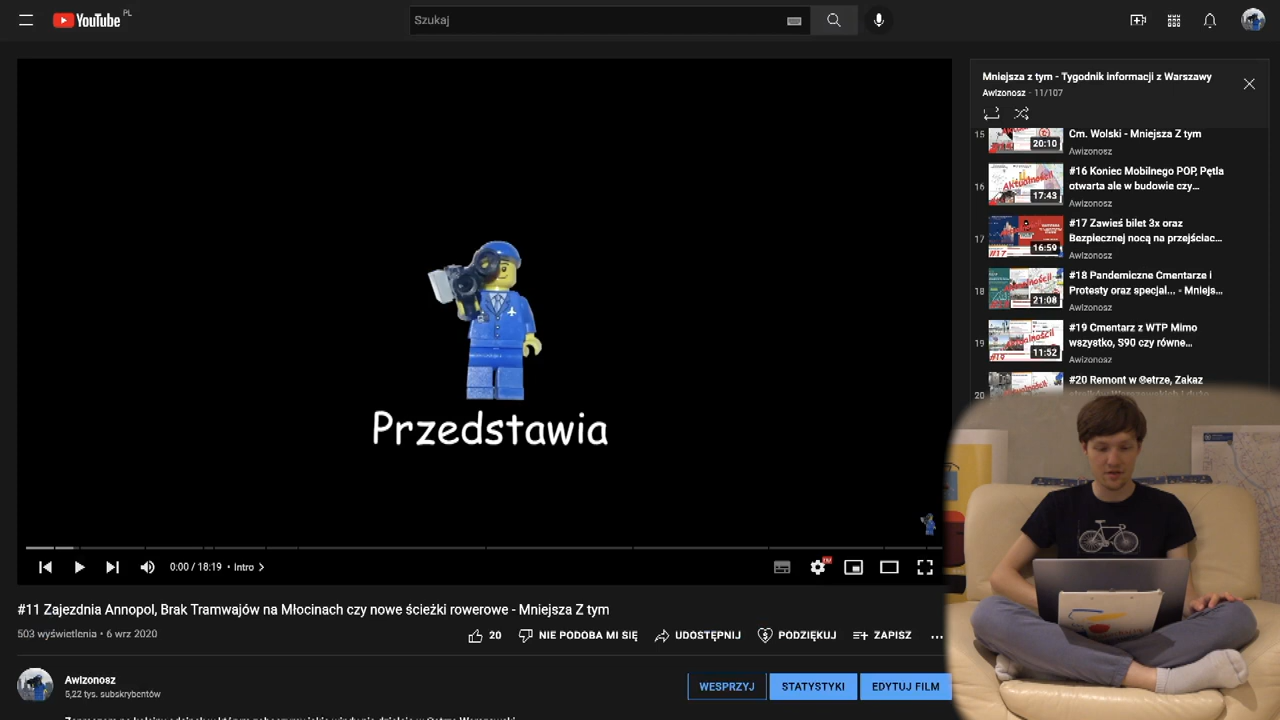 YouTube PL
Szukaj
Przedstawia
0:00 / 18:19 • Intro
#11 Zajezdnia Annopol, Brak Tramwajów na Młocinach czy nowe ścieżki rowerowe - Mniejsza Z tym
503 wyświetlenia • 6 wrz 2020
20
NIE PODOBA MI SIĘ
UDOSTĘPNIJ
PODZIĘKUJ
ZAPISZ
Awizonosz
5,22 tys. subskrybentów
WESPRZYJ
STATYSTYKI
EDYTUJ FILM
Mniejsza z tym - Tygodnik informacji z Warszawy
Awizonosz - 11/107
15
20:10
Cm. Wolski - Mniejsza Z tym
Awizonosz
16
Aktualności!
17:43
#16 Koniec Mobilnego POP, Pętla
otwarta ale w budowie czy...
Awizonosz
17
#17
16:59
#17 Zawieś bilet 3x oraz
Bezpiecznej nocą na przejściac...
Awizonosz
18
21:08
#18 Pandemiczne Cmentarze i
Protesty oraz specjal... - Mniejs...
Awizonosz
19
#19
11:52
#19 Cmentarz z WTP Mimo
wszystko, S90 czy równe...
Awizonosz
20
#20 Remont w Ⓜetrze, Zakaz